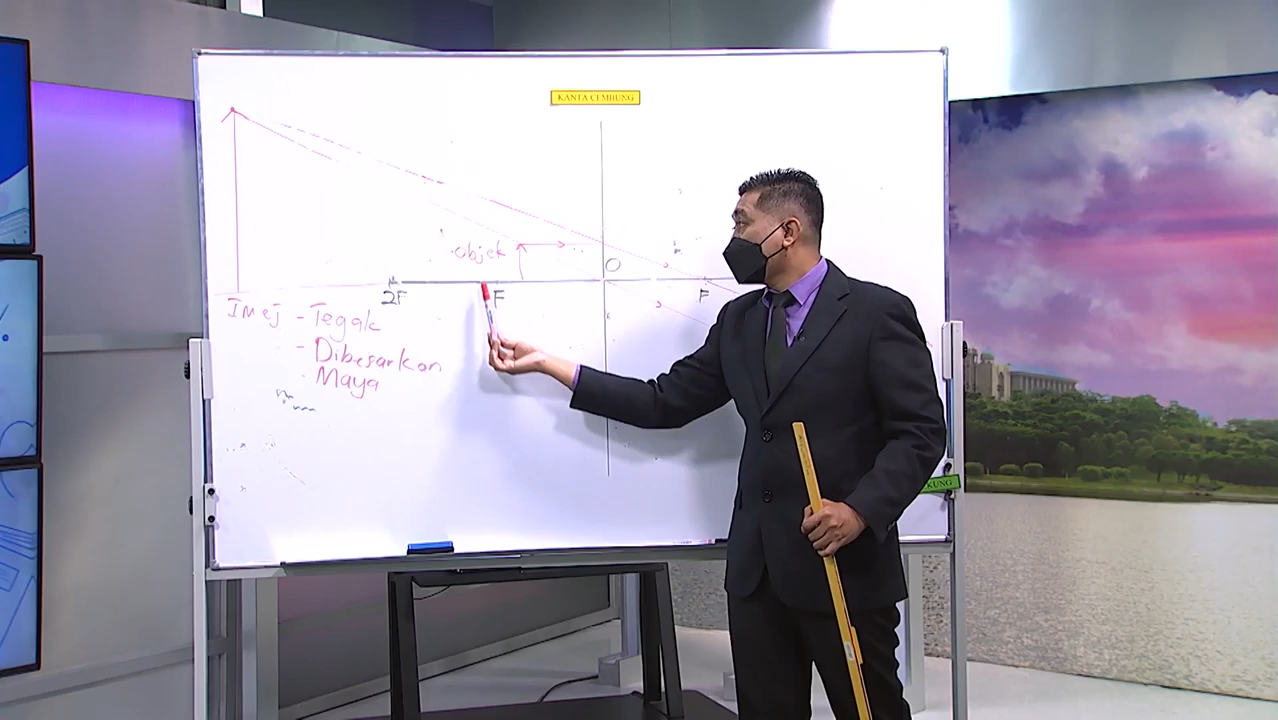 KANTA CEMBUNG
objek
O
2F
F
F
Imej - Tegak
- Dibesarkan
Maya
KUNG